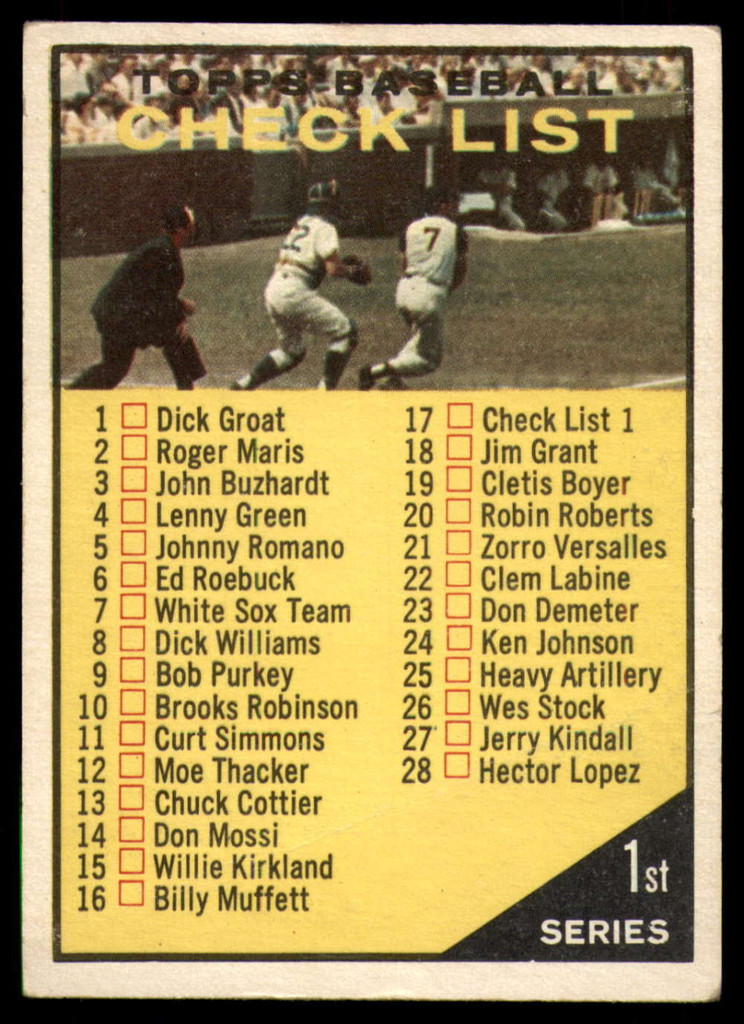 TOPPS BASEBALL
CHECK LIST
2
7
1 Dick Groat
2 Roger Maris
3 John Buzhardt
4 Lenny Green
5 Johnny Romano
6 Ed Roebuck
7 White Sox Team
8 Dick Williams
9 Bob Purkey
10 Brooks Robinson
11 Curt Simmons
12 Moe Thacker
13 Chuck Cottier
14 Don Mossi
15 Willie Kirkland
16 Billy Muffett
17 Check List 1
18 Jim Grant
19 Cletis Boyer
20 Robin Roberts
21 Zorro Versalles
22 Clem Labine
23 Don Demeter
24 Ken Johnson
25 Heavy Artillery
26 Wes Stock
27 Jerry Kindall
28 Hector Lopez
1st
SERIES